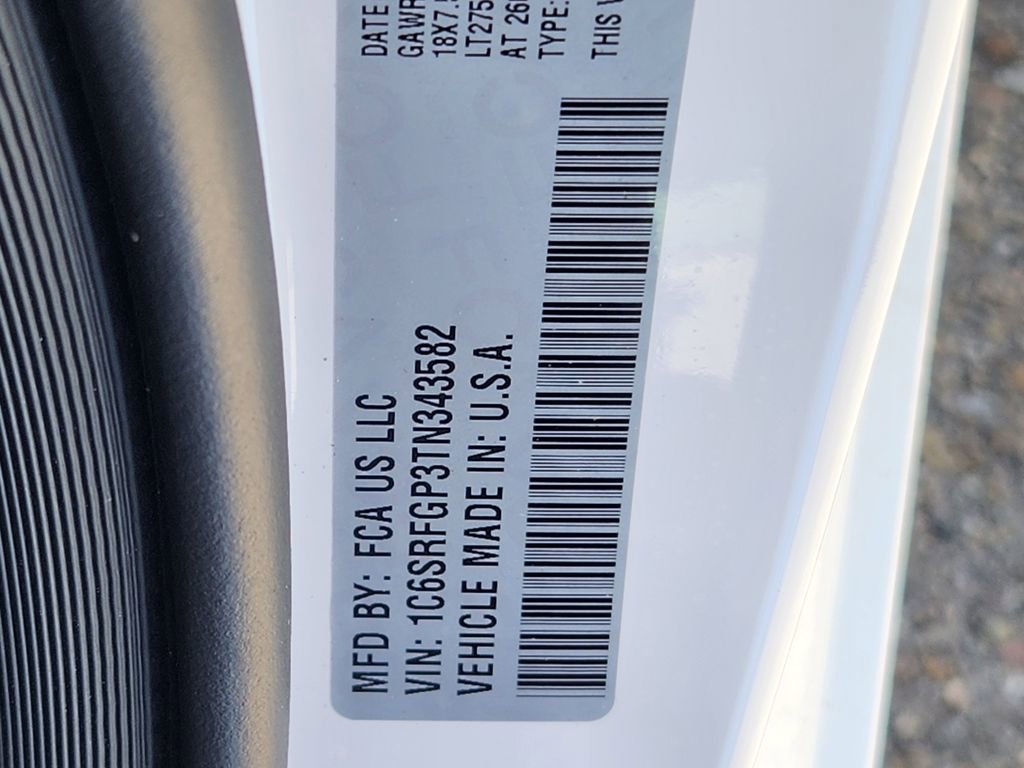 MFD BY: FCA US LLC
VIN: 1C6SRFGP3TN343582
VEHICLE MADE IN: U.S.A.
DATE
GAWR
18X7.
LT275
AT 26
TYPE:
THIS